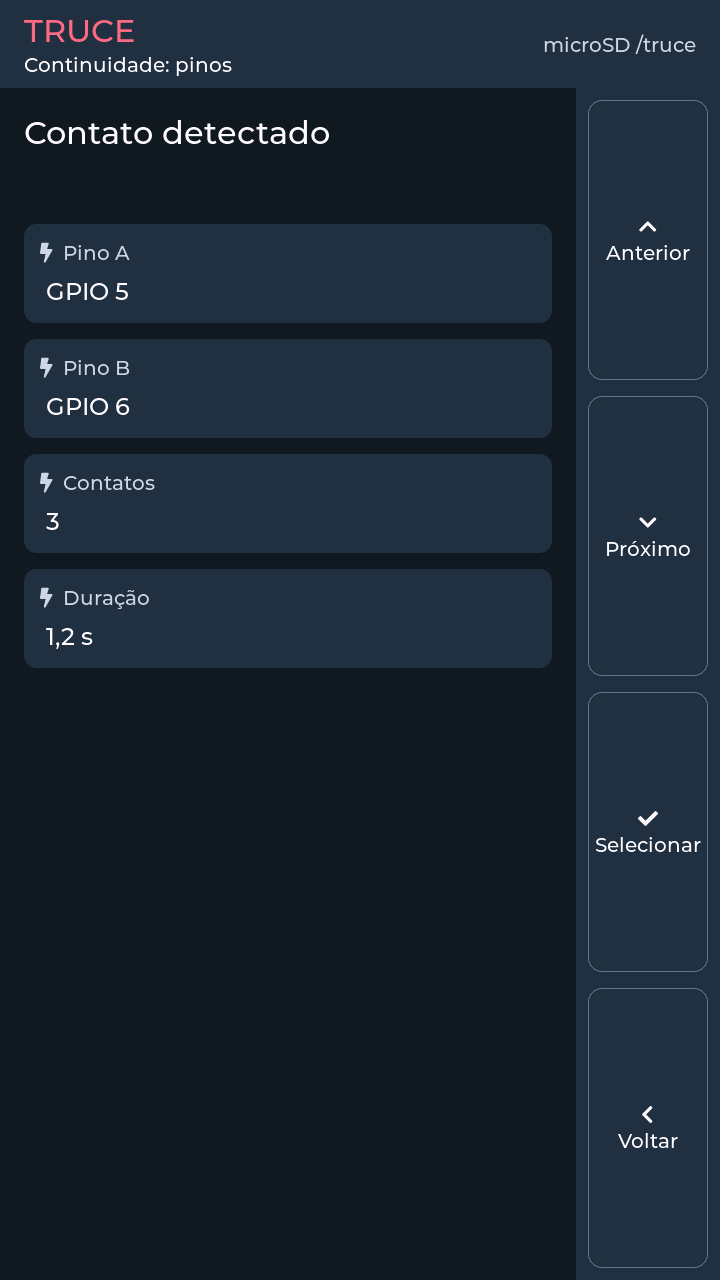 TRUCE
Continuidade: pinos
microSD /truce
Contato detectado
Pino A
GPIO 5
Pino B
GPIO 6
Contatos
3
Duração
1,2 s
Anterior
Próximo
Selecionar
Voltar